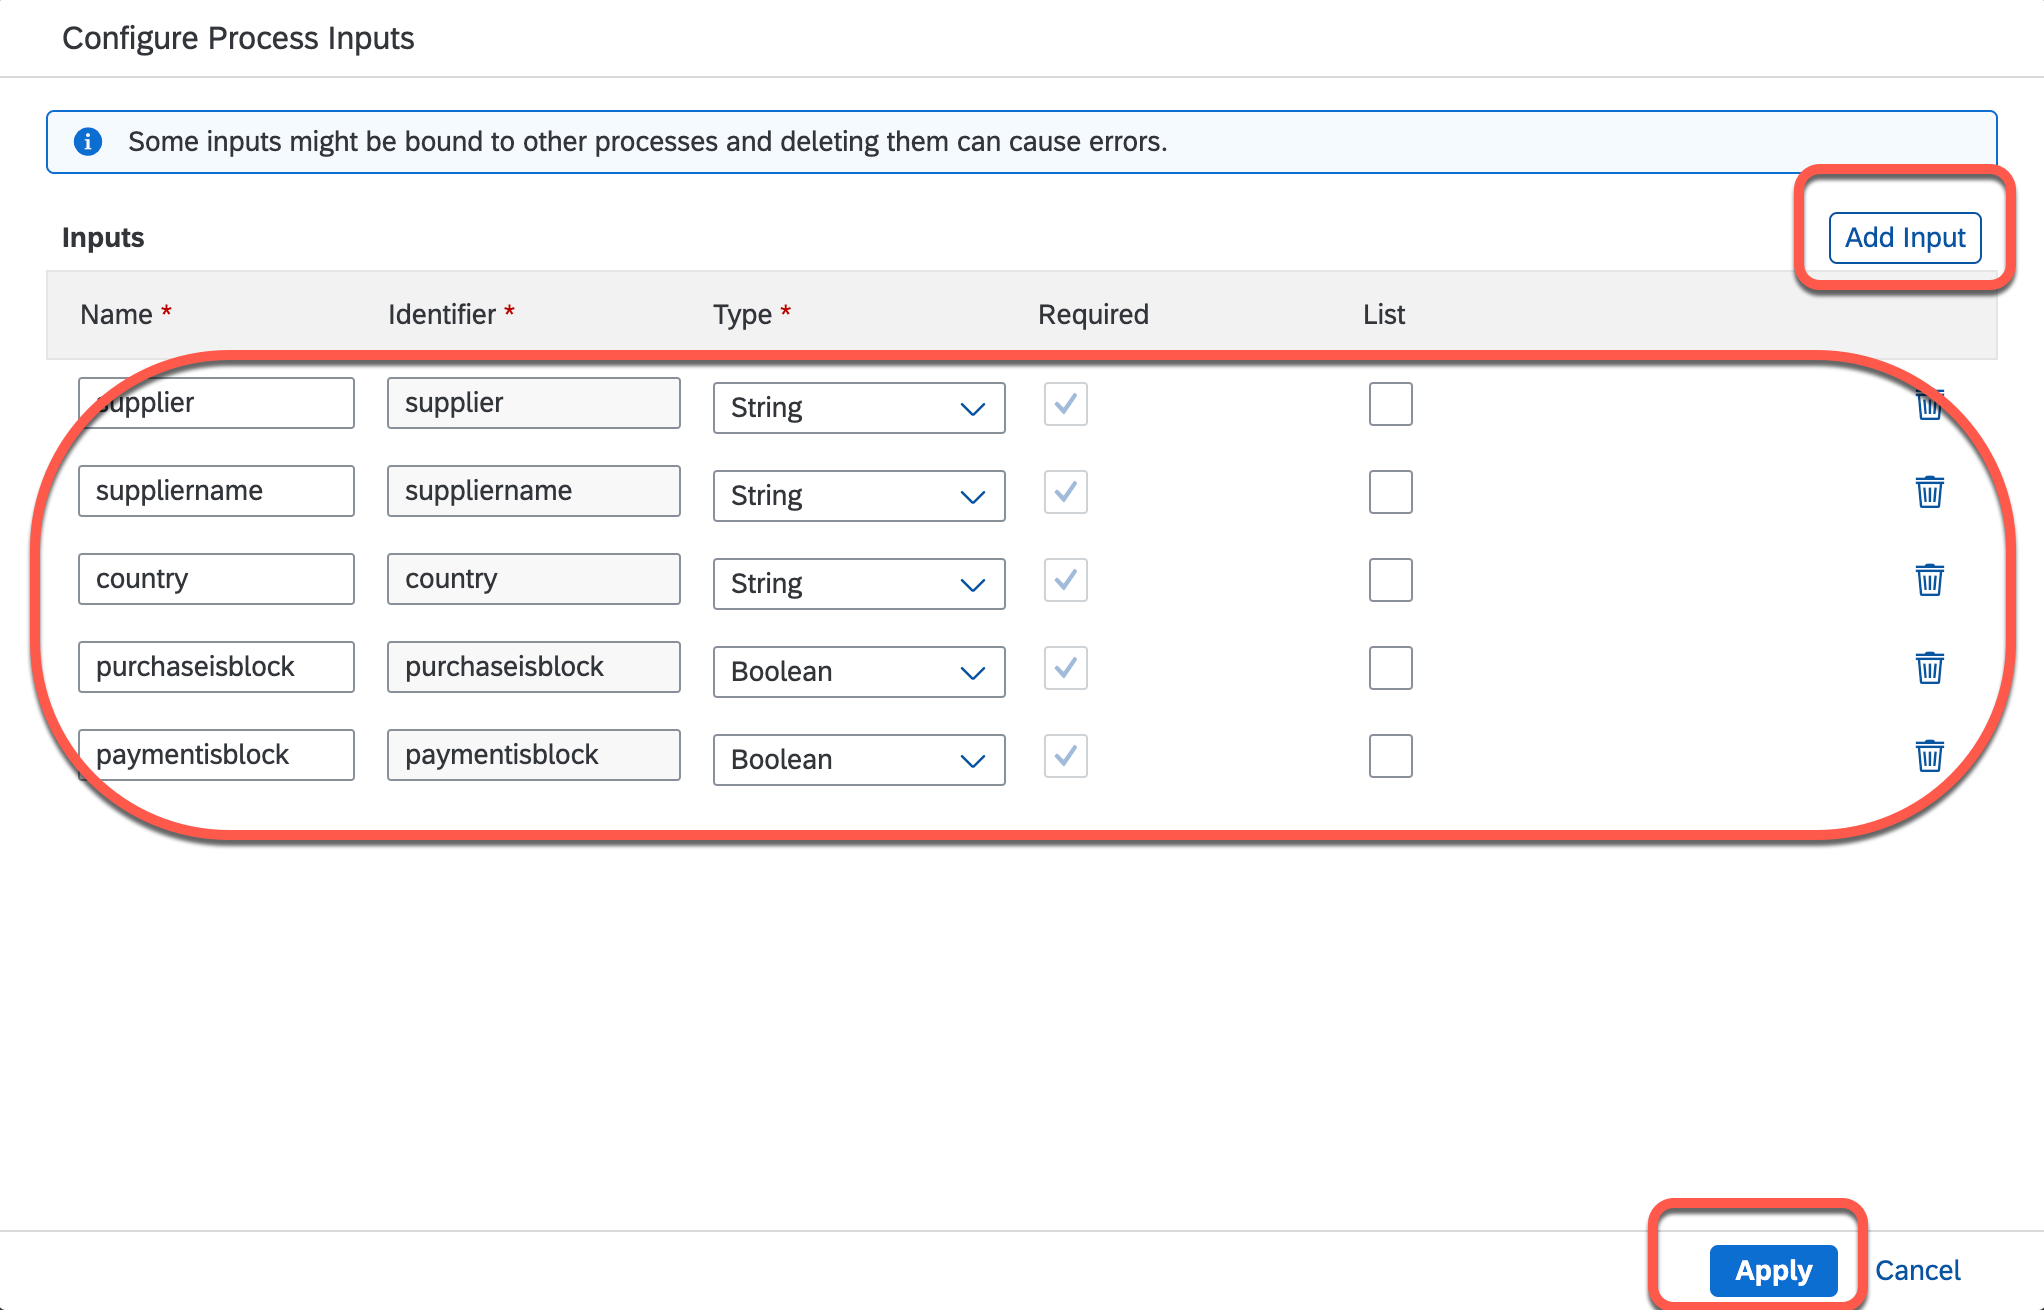 Configure Process Inputs
Some inputs might be bound to other processes and deleting them can cause errors.
Inputs
Add Input
Name * Identifier * Type * Required List
supplier supplier String
suppliername suppliername String
country country String
purchaseisblock purchaseisblock Boolean
paymentisblock paymentisblock Boolean
Apply Cancel